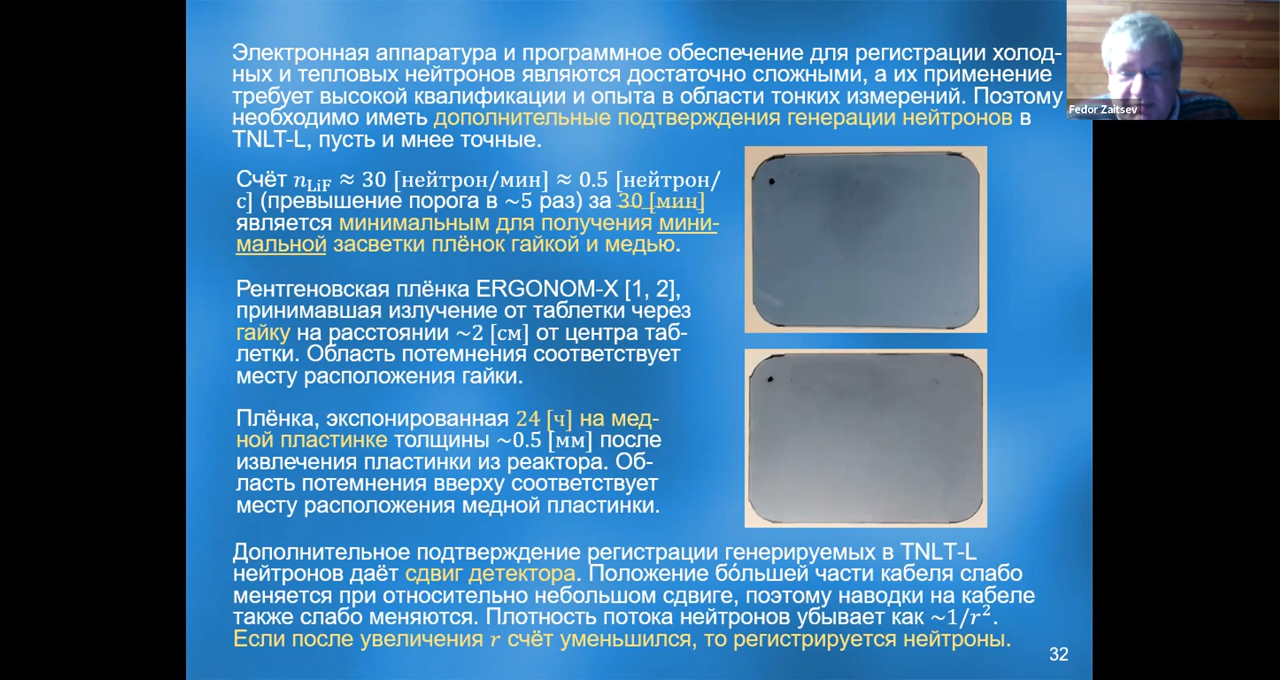 Электронная аппаратура и программное обеспечение для регистрации холод-
ных и тепловых нейтронов являются достаточно сложными, а их применение
требует высокой квалификации и опыта в области тонких измерений. Поэтому
необходимо иметь дополнительные подтверждения генерации нейтронов в
TNLT-L, пусть и мнее точные.
Счёт n_LiF ≈ 30 [нейтрон/мин] ≈ 0.5 [нейтрон/
с] (превышение порога в ~5 раз) за 30 [мин]
является минимальным для получения мини-
мальной засветки плёнок гайкой и медью.
Рентгеновская плёнка ERGONOM-X [1, 2],
принимавшая излучение от таблетки через
гайку на расстоянии ~2 [см] от центра таб-
летки. Область потемнения соответствует
месту расположения гайки.
Плёнка, экспонированная 24 [ч] на мед-
ной пластинке толщины ~0.5 [мм] после
извлечения пластинки из реактора. Об-
ласть потемнения вверху соответствует
месту расположения медной пластинки.
Дополнительное подтверждение регистрации генерируемых в TNLT-L
нейтронов даёт сдвиг детектора. Положение бо́льшей части кабеля слабо
меняется при относительно небольшом сдвиге, поэтому наводки на кабеле
также слабо меняются. Плотность потока нейтронов убывает как ~1/r².
Если после увеличения r счёт уменьшился, то регистрируется нейтроны.
32
Fedor Zaitsev